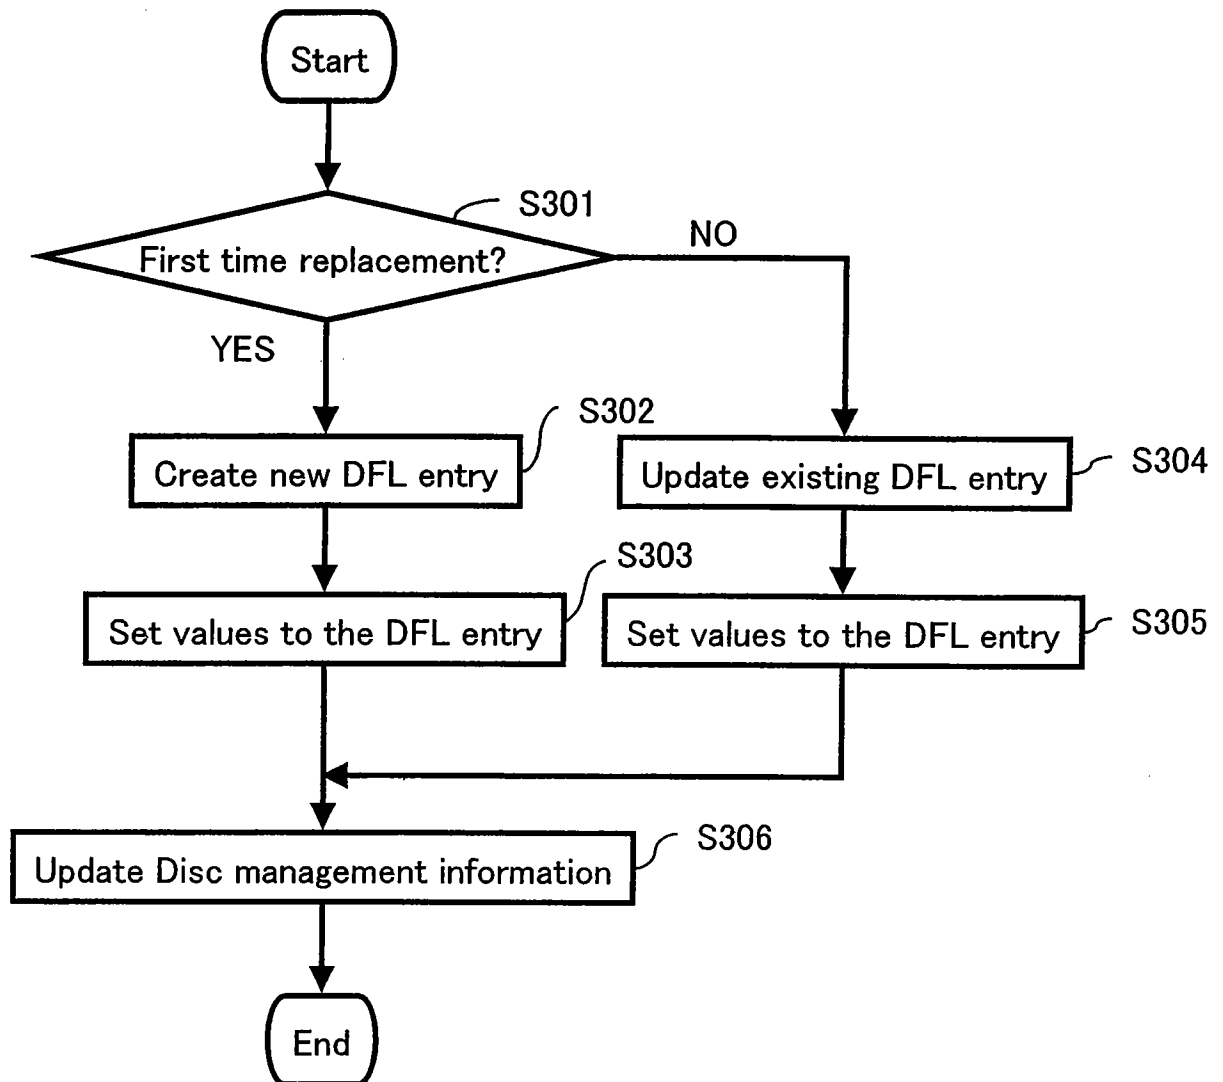 Start
S301
First time replacement?
NO
YES
S302
Create new DFL entry
Update existing DFL entry
S304
S303
Set values to the DFL entry
Set values to the DFL entry
S305
S306
Update Disc management information
End